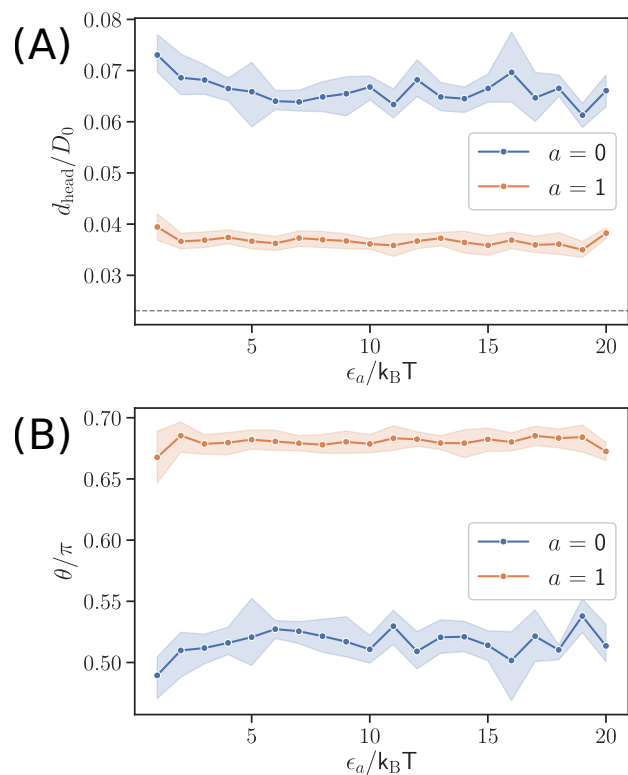 (A)
d_head/D_0
0.08
0.07
0.06
0.05
0.04
0.03
a = 0
a = 1
5
10
15
20
ϵ_a/k_BT
(B)
θ/π
0.70
0.65
0.60
0.55
0.50
a = 0
a = 1
5
10
15
20
ϵ_a/k_BT